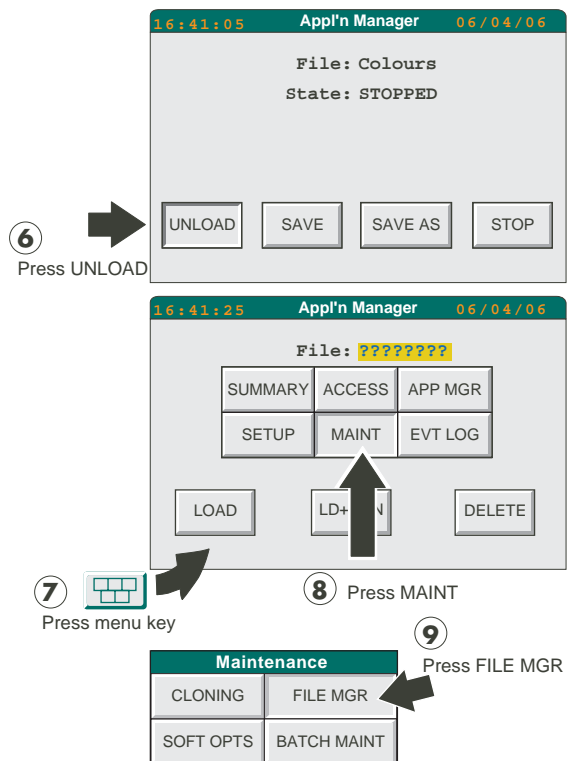 16:41:05 Appl'n Manager 06/04/06
File: Colours
State: STOPPED
UNLOAD SAVE SAVE AS STOP
6
Press UNLOAD
16:41:25 Appl'n Manager 06/04/06
File: ????????
SUMMARY ACCESS APP MGR
SETUP MAINT EVT LOG
LOAD LD+ N DELETE
7
Press menu key
8 Press MAINT
9
Press FILE MGR
Maintenance
CLONING FILE MGR
SOFT OPTS BATCH MAINT